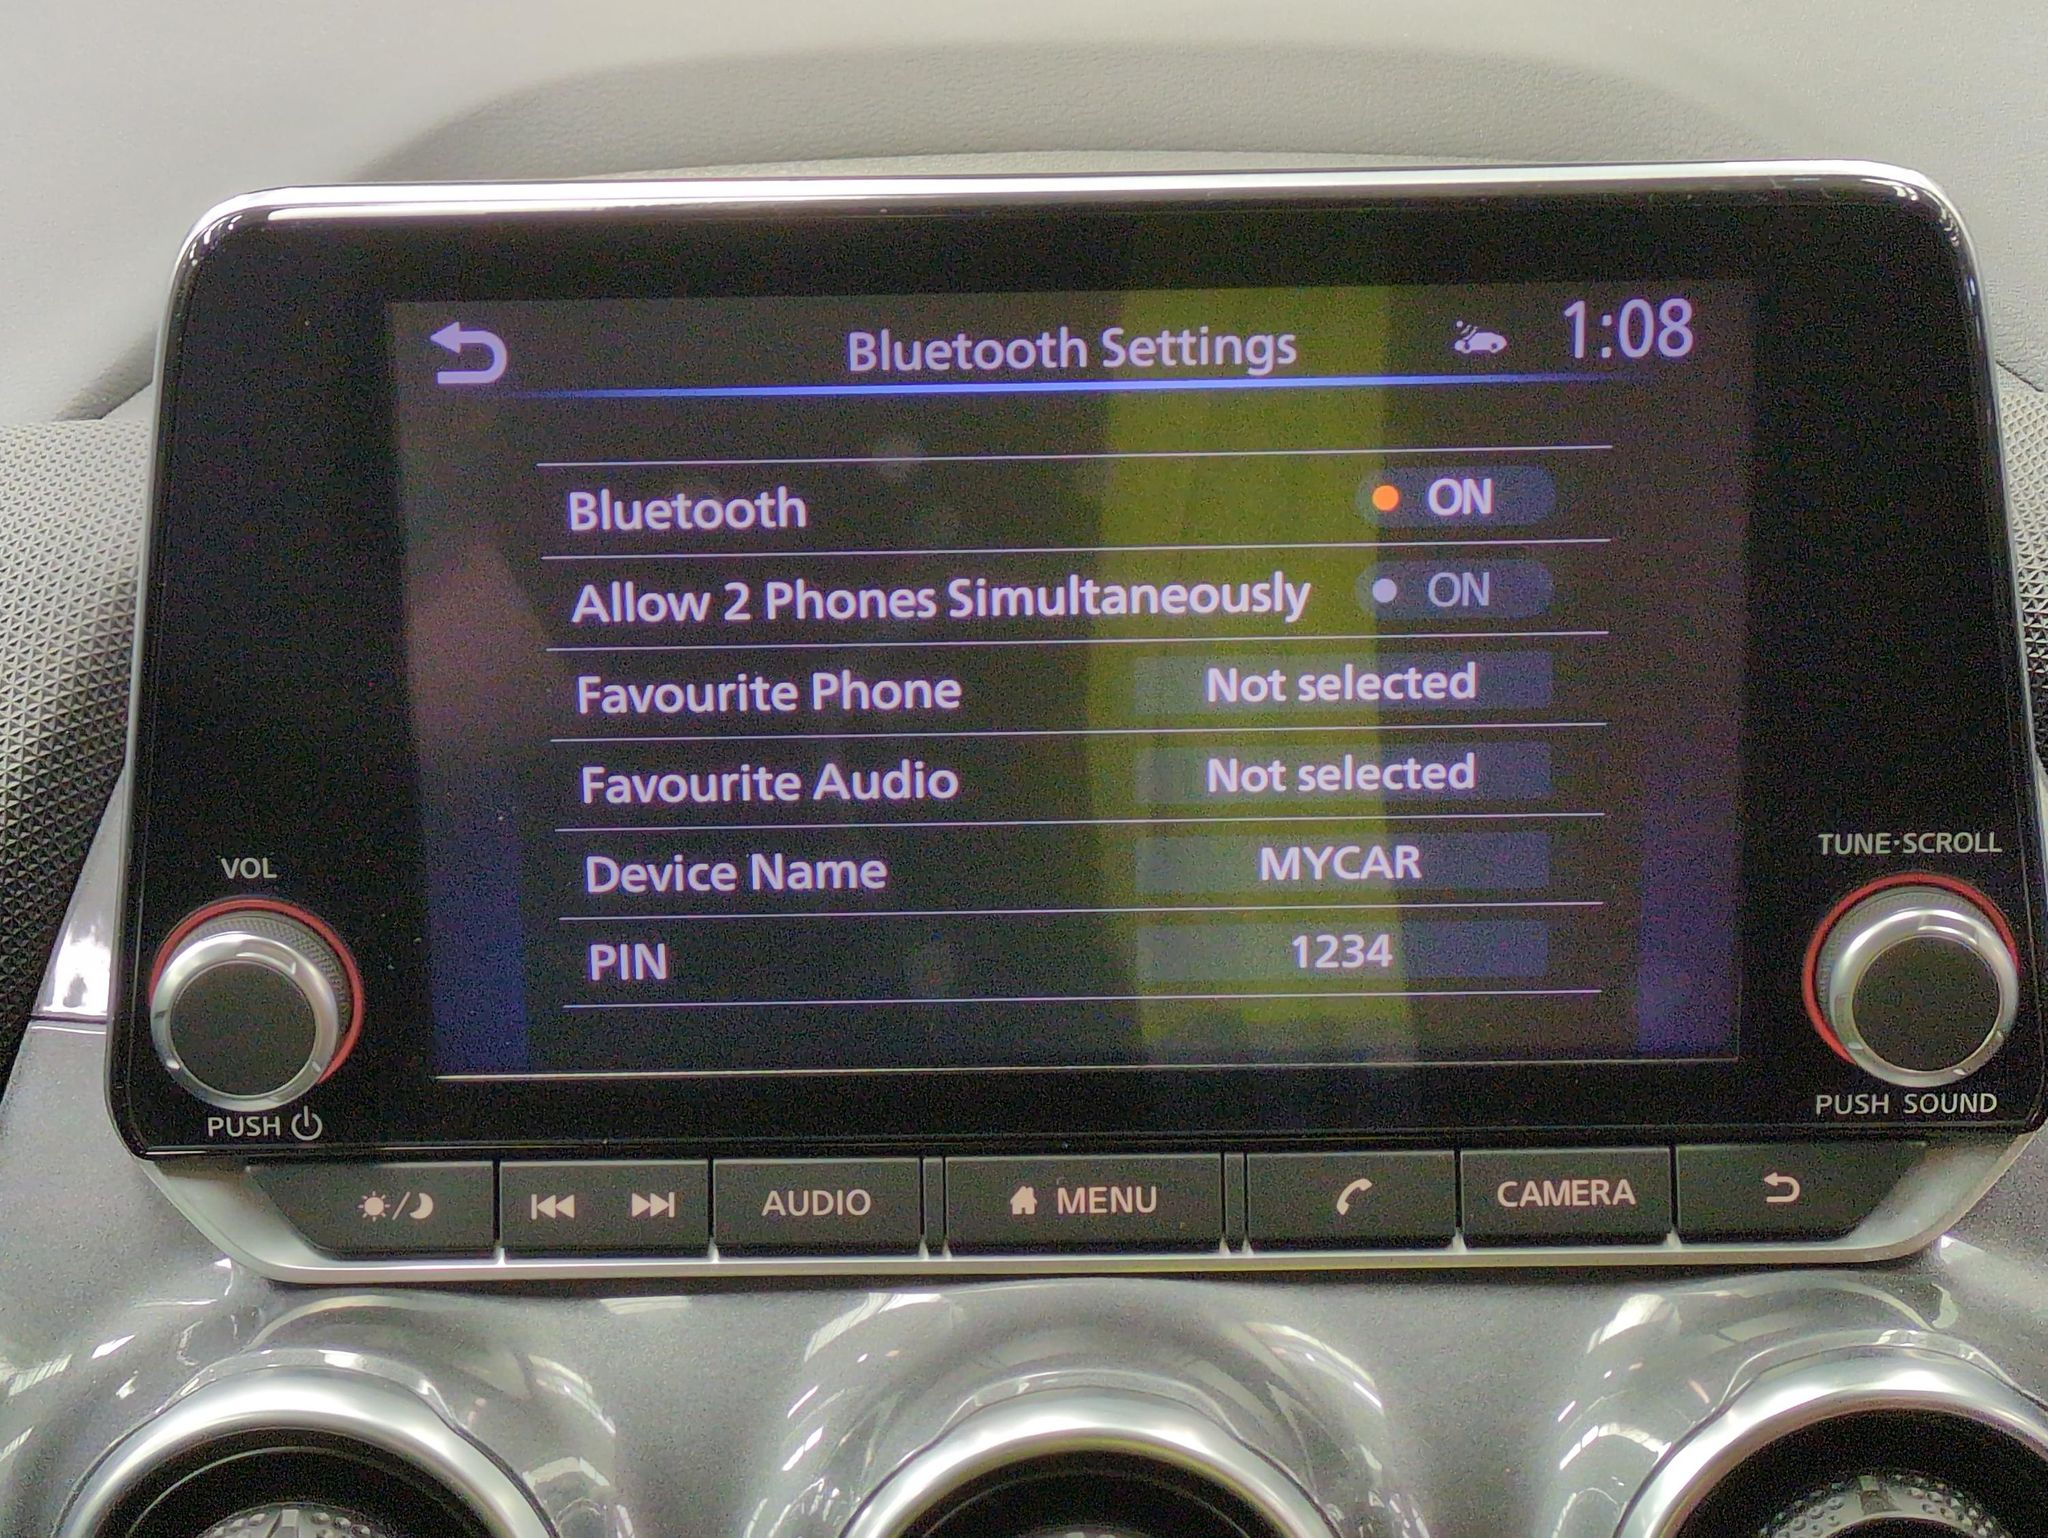 Bluetooth Settings 1:08
Bluetooth ON
Allow 2 Phones Simultaneously ON
Favourite Phone Not selected
Favourite Audio Not selected
Device Name MYCAR
PIN 1234
VOL
PUSH
TUNE·SCROLL
PUSH SOUND
AUDIO
MENU
CAMERA